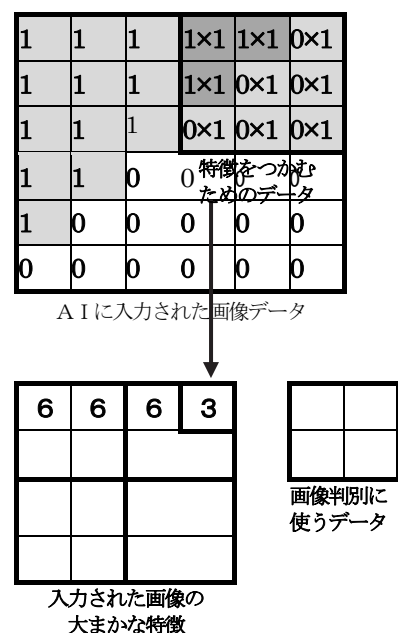 1 1 1 1×1 1×1 0×1
1 1 1 1×1 0×1 0×1
1 1 1 0×1 0×1 0×1
特徴をつかむ
ためのデータ
1 1 0 0 0 0
1 0 0 0 0 0
0 0 0 0 0 0
ＡＩに入力された画像データ
6 6 6 3
画像判別に
使うデータ
入力された画像の
大まかな特徴